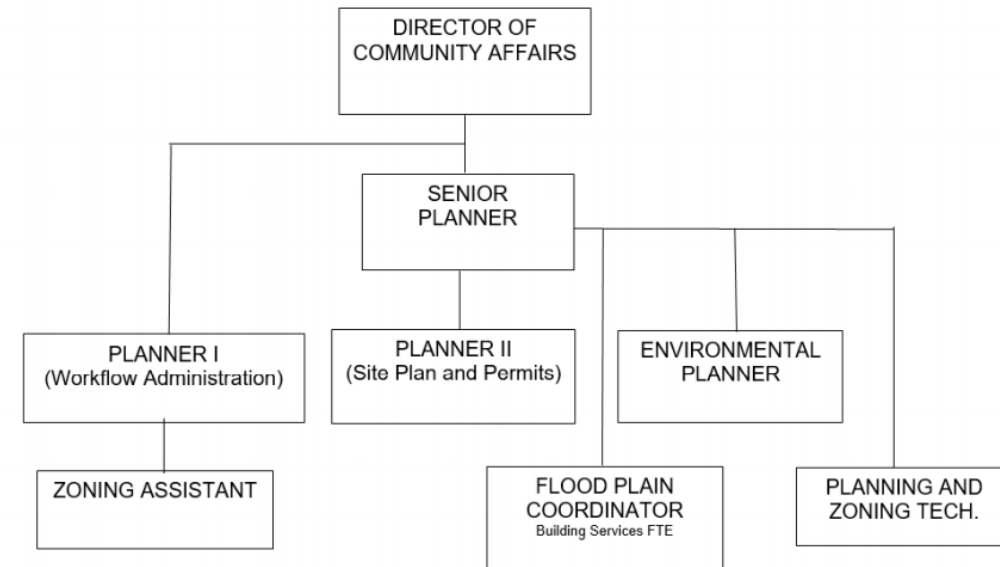 DIRECTOR OF
COMMUNITY AFFAIRS
SENIOR
PLANNER
PLANNER I
(Workflow Administration)
PLANNER II
(Site Plan and Permits)
ENVIRONMENTAL
PLANNER
ZONING ASSISTANT
FLOOD PLAIN
COORDINATOR
Building Services FTE
PLANNING AND
ZONING TECH.